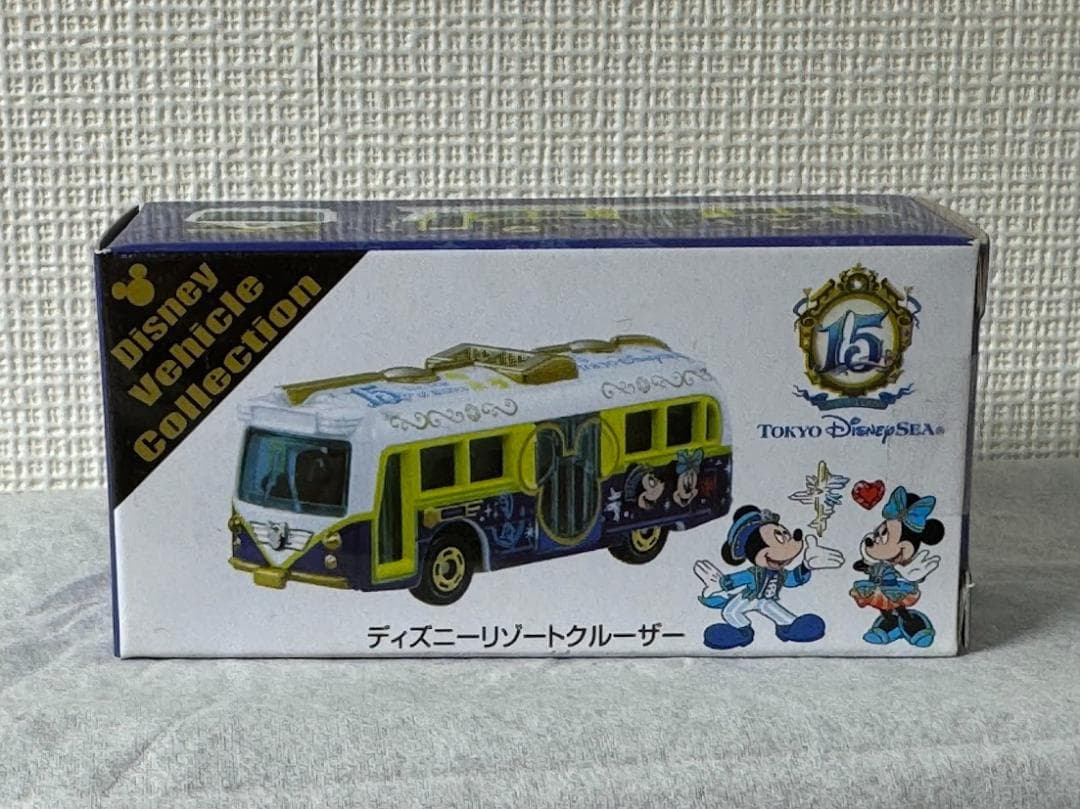 Disney
Vehicle
Collection
15
TOKYO DisneySEA®
15
ディズニーリゾートクルーザー